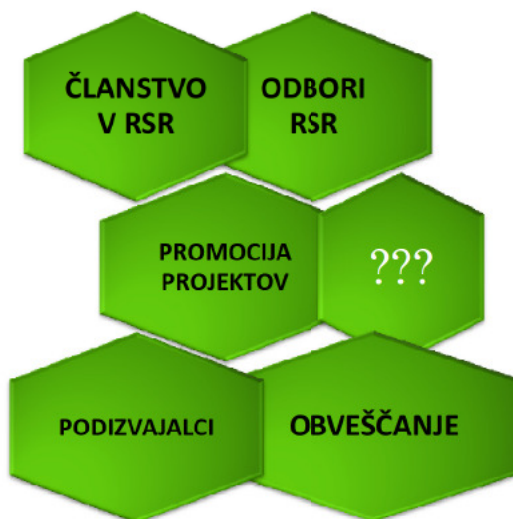 ČLANSTVO
V RSR
ODBORI
RSR
PROMOCIJA
PROJEKTOV
???
PODIZVAJALCI
OBVEŠČANJE